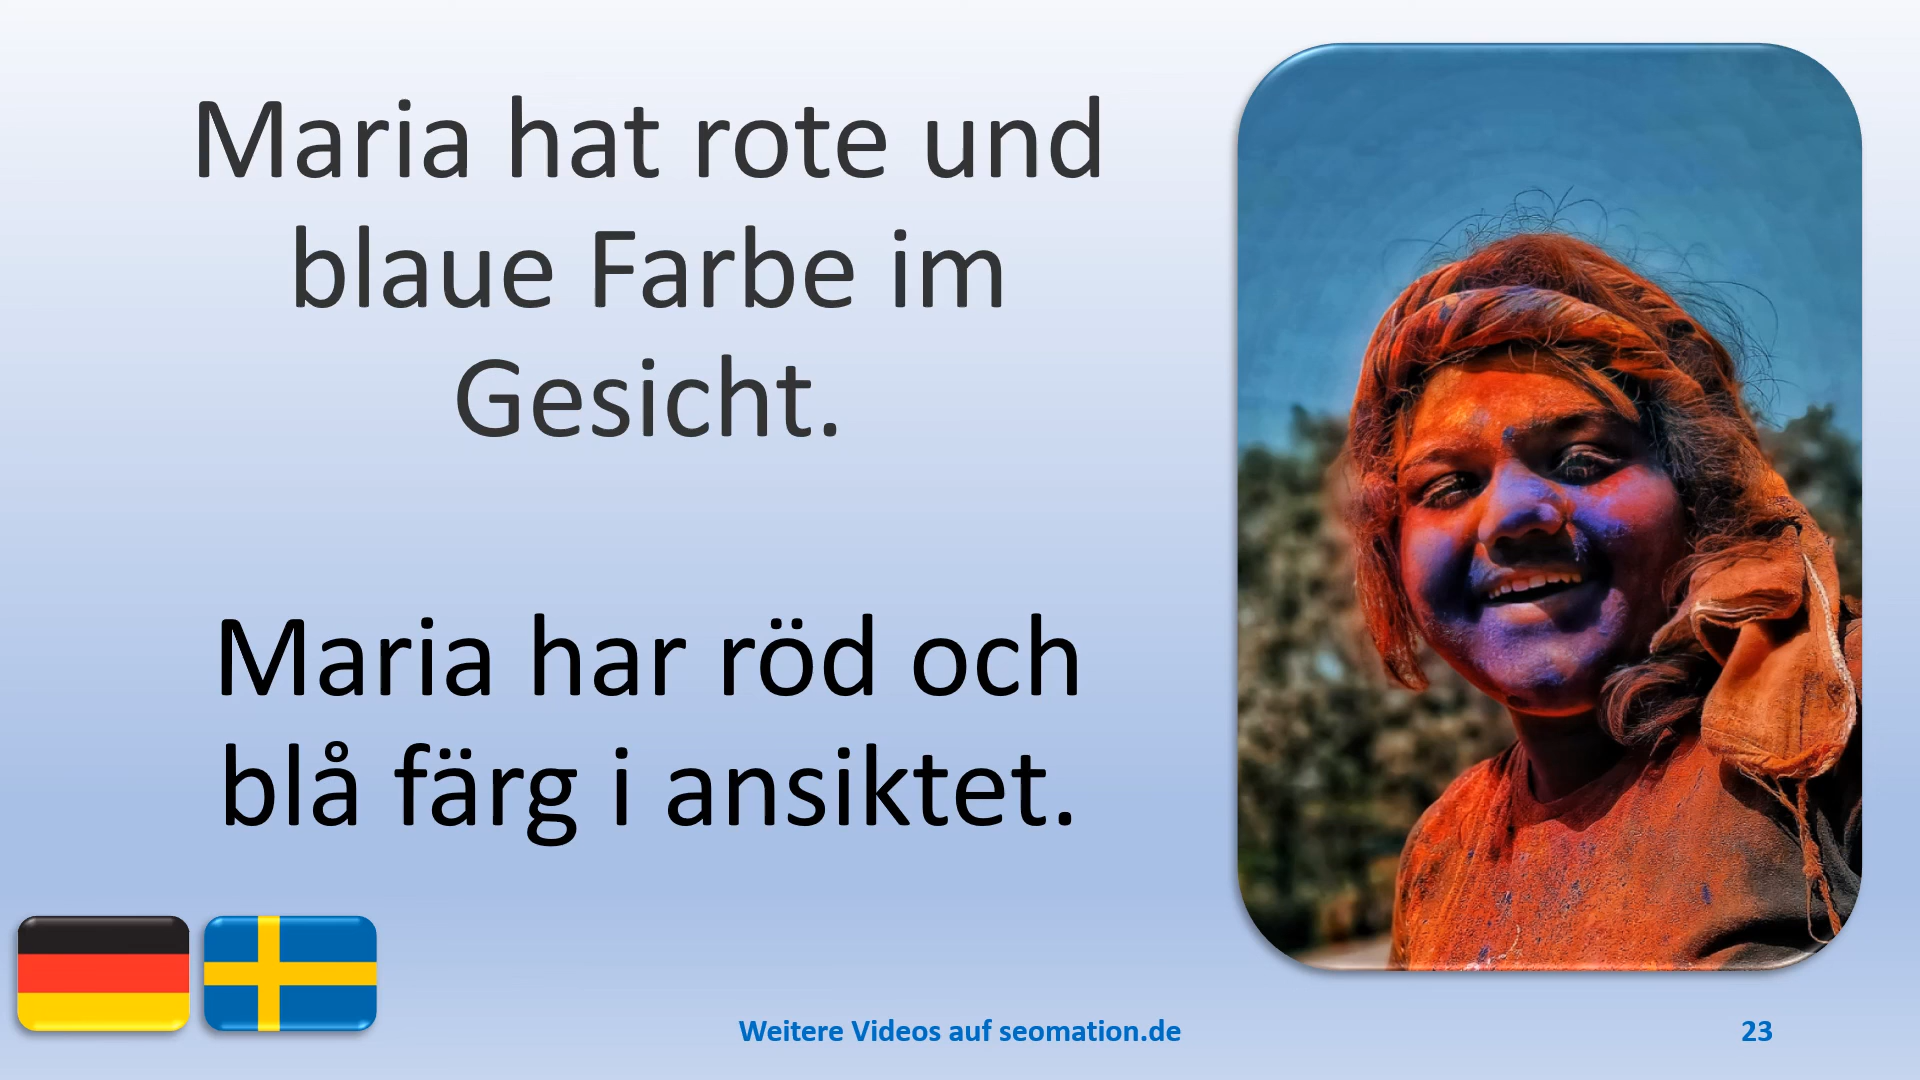 Maria hat rote und
blaue Farbe im
Gesicht.
Maria har röd och
blå färg i ansiktet.
Weitere Videos auf seomation.de
23